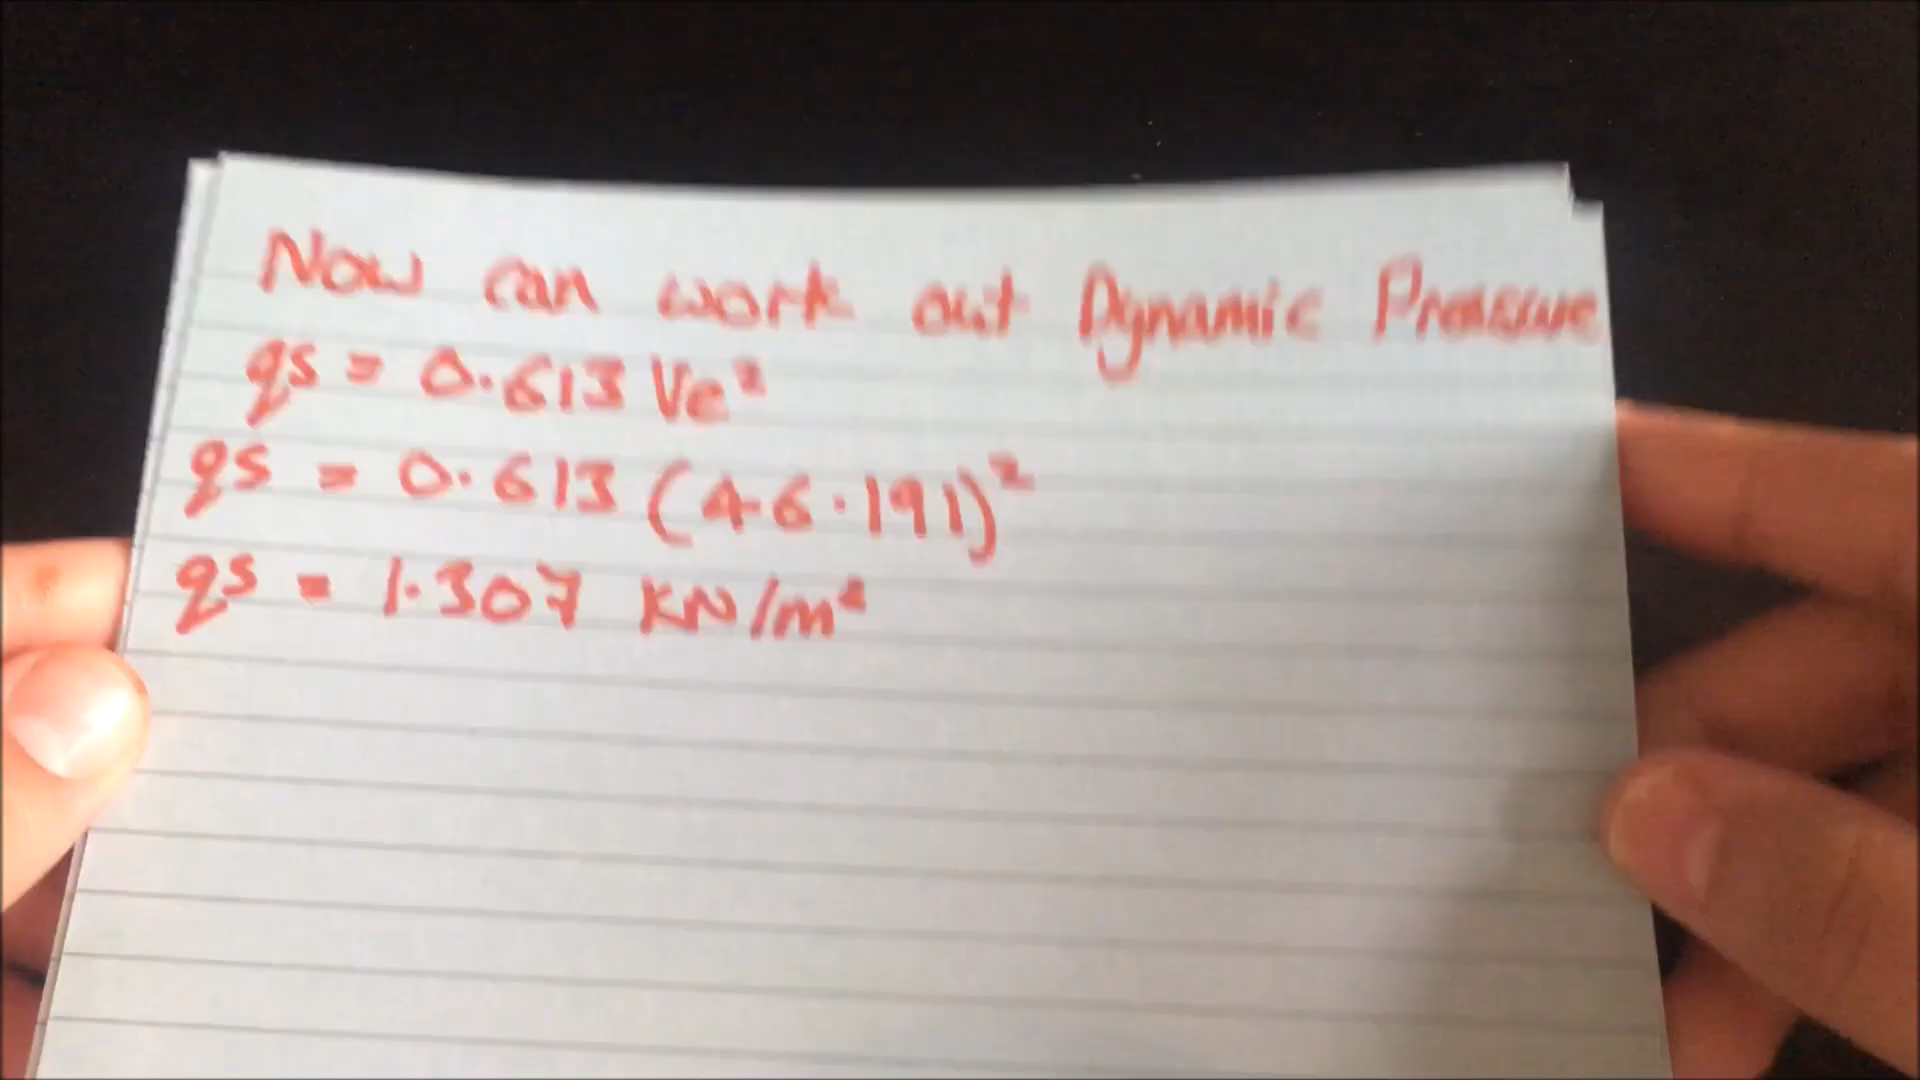 Now can work out Dynamic Pressure
qs = 0.613 Ve²
qs = 0.613 (46.191)²
qs = 1.307 KN/m²